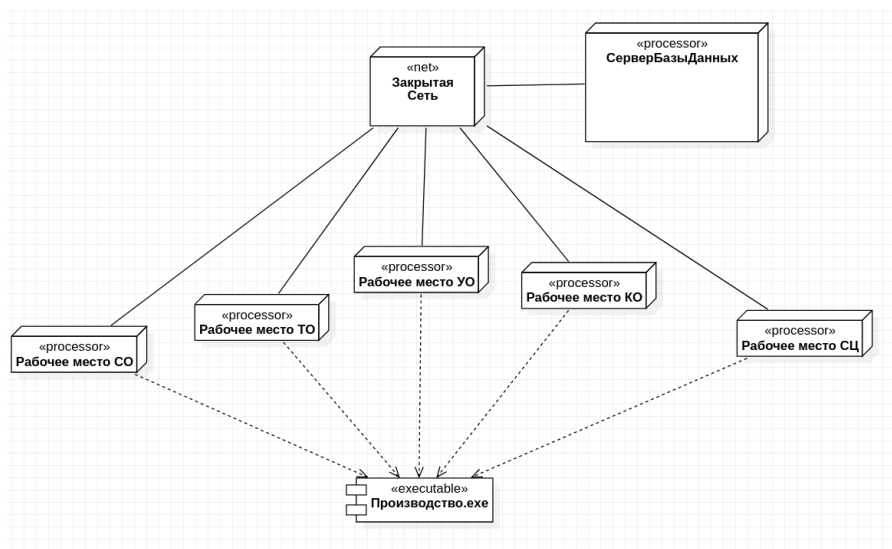 «net»
Закрытая
Сеть
«processor»
СерверБазыДанных
«processor»
Рабочее место УО
«processor»
Рабочее место КО
«processor»
Рабочее место ТО
«processor»
Рабочее место СЦ
«processor»
Рабочее место СО
«executable»
Производство.exe